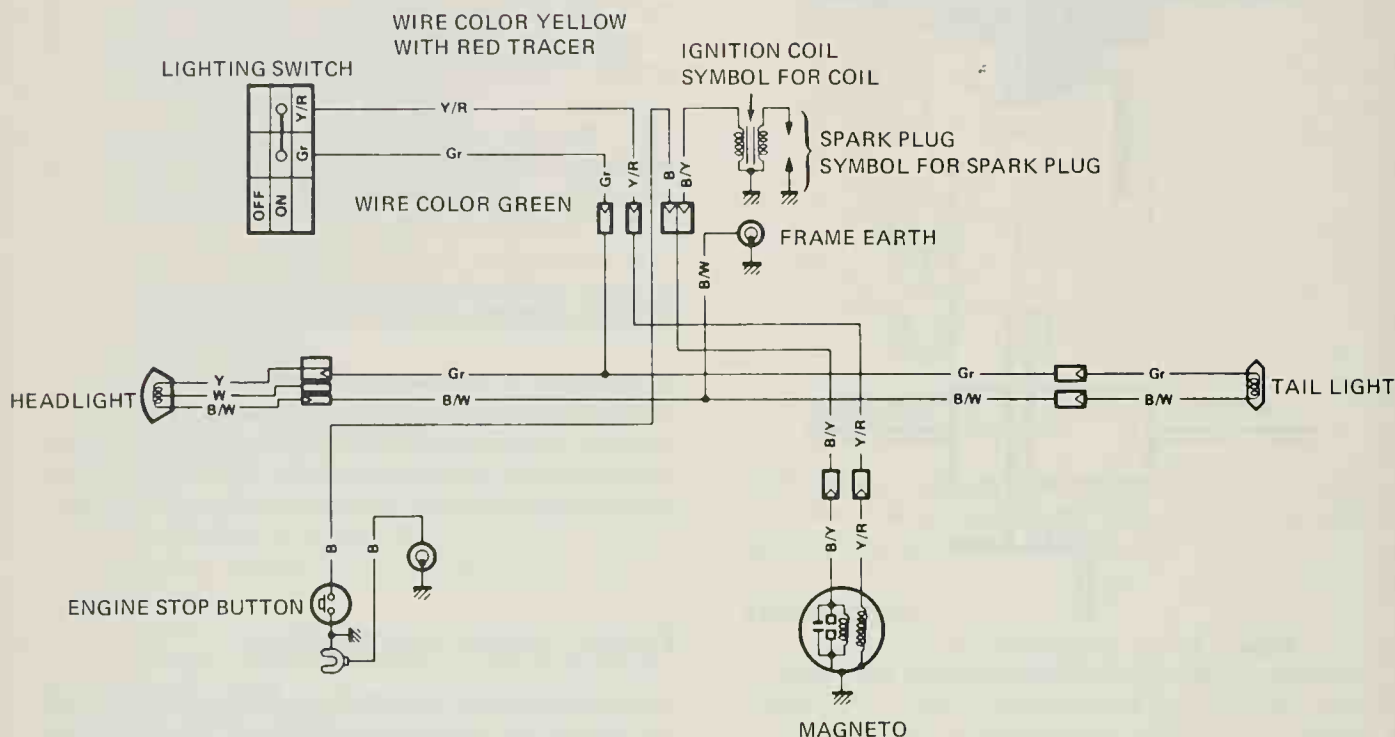 WIRE COLOR YELLOW
WITH RED TRACER
IGNITION COIL
SYMBOL FOR COIL
LIGHTING SWITCH
Y/R
Gr
OFF
ON
Y/R
Gr
SPARK PLUG
SYMBOL FOR SPARK PLUG
Gr
Y/R
B
B/Y
WIRE COLOR GREEN
FRAME EARTH
B/W
HEADLIGHT
Y
W
B/W
Gr
B/W
Gr
B/W
Gr
B/W
TAIL LIGHT
B/Y
Y/R
B
B
B/Y
Y/R
ENGINE STOP BUTTON
MAGNETO